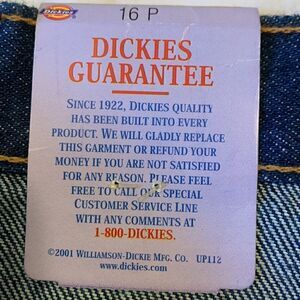 Dickies
16 P
DICKIES
GUARANTEE
SINCE 1922, DICKIES QUALITY
HAS BEEN BUILT INTO EVERY
PRODUCT. WE WILL GLADLY REPLACE
THIS GARMENT OR REFUND YOUR
MONEY IF YOU ARE NOT SATISFIED
FOR ANY REASON. PLEASE FEEL
FREE TO CALL OUR SPECIAL
CUSTOMER SERVICE LINE
WITH ANY COMMENTS AT
1-800-DICKIES.
©2001 WILLIAMSON-DICKIE MFG. CO. UP112
www.dickies.com